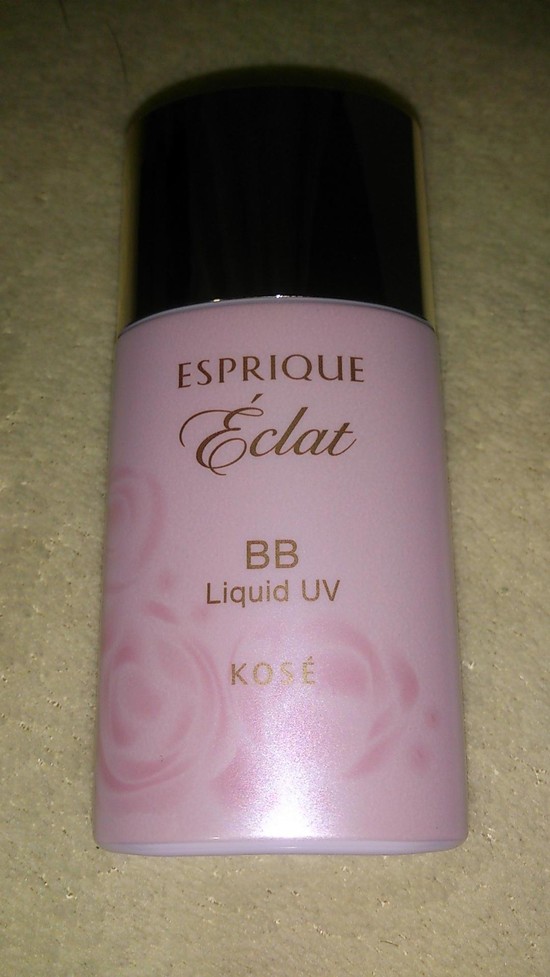 ESPRIQUE
Éclat
BB
Liquid UV
KOSÉ